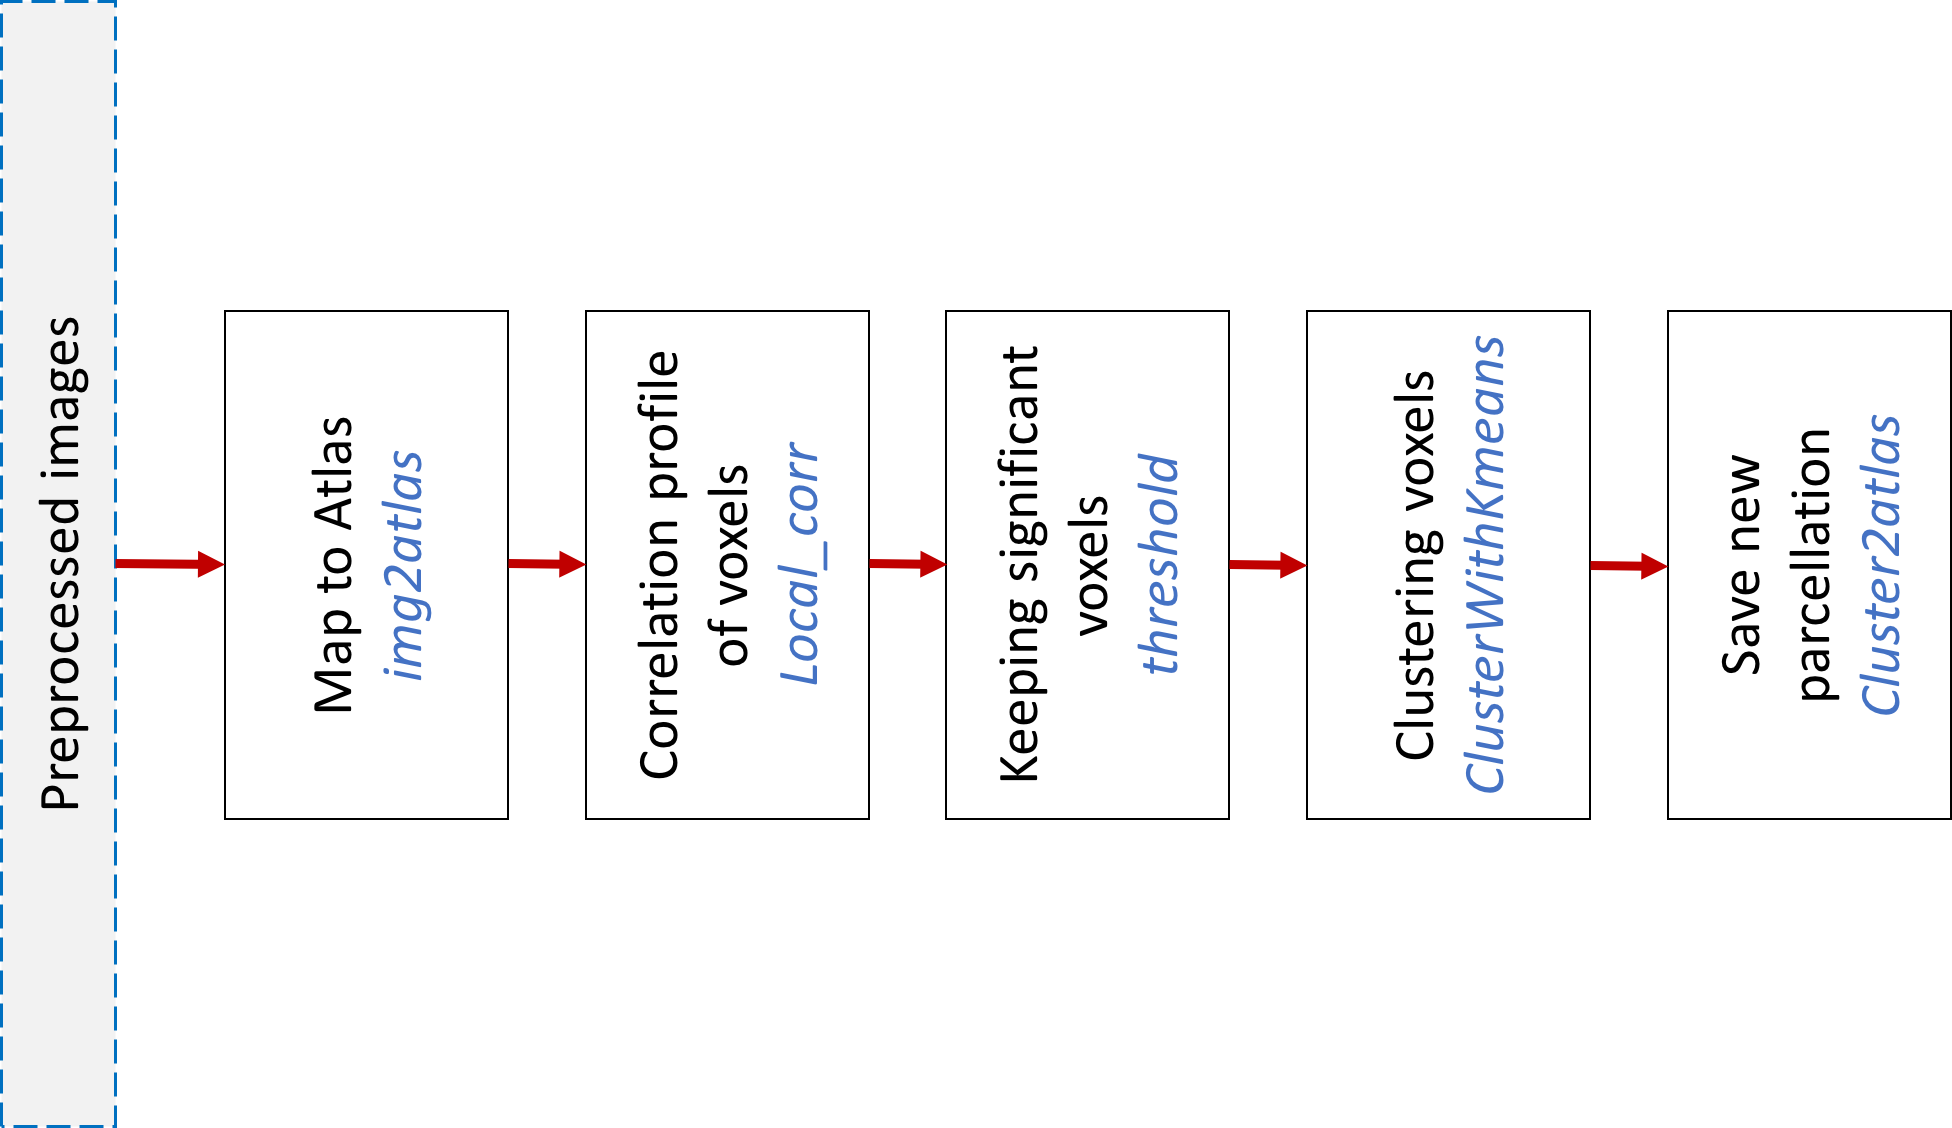 Preprocessed images
Map to Atlas
img2atlas
Correlation profile
of voxels
Local_corr
Keeping significant
voxels
threshold
Clustering voxels
ClusterWithKmeans
Save new
parcellation
Cluster2atlas